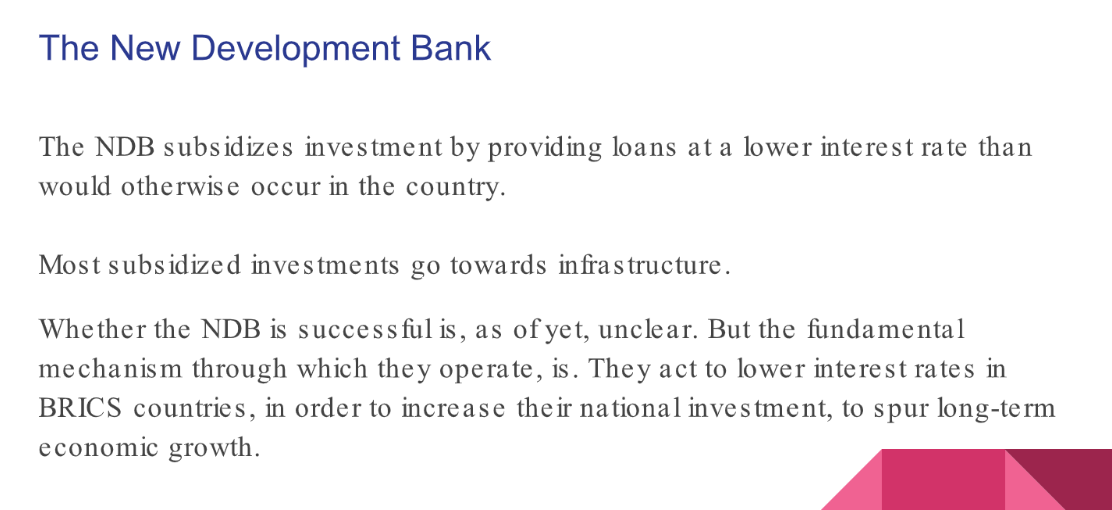 The New Development Bank
The NDB subsidizes investment by providing loans at a lower interest rate than
would otherwise occur in the country.
Most subsidized investments go towards infrastructure.
Whether the NDB is successful is, as of yet, unclear. But the fundamental
mechanism through which they operate, is. They act to lower interest rates in
BRICS countries, in order to increase their national investment, to spur long-term
economic growth.